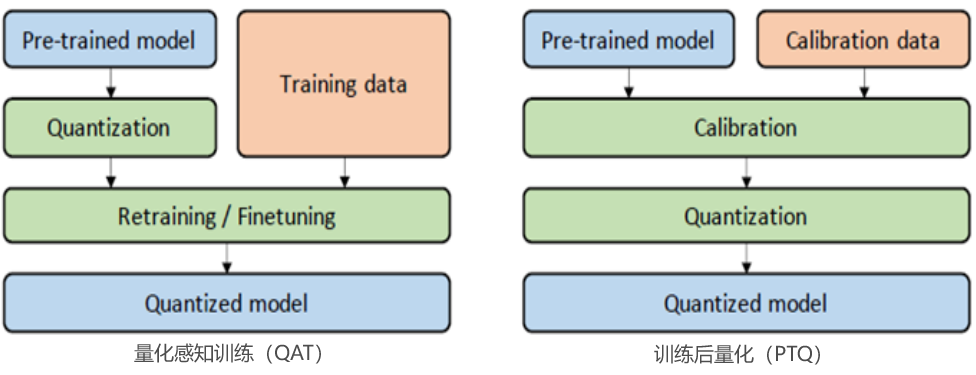 Pre-trained model
Training data
Quantization
Retraining / Finetuning
Quantized model
量化感知训练（QAT）
Pre-trained model
Calibration data
Calibration
Quantization
Quantized model
训练后量化（PTQ）